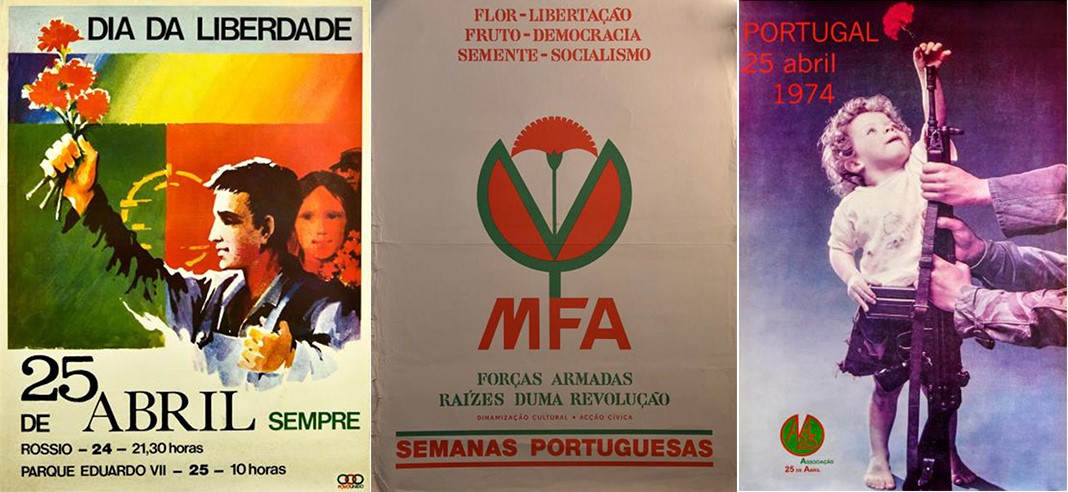 DIA DA LIBERDADE
25
DE ABRIL SEMPRE
ROSSIO – 24 – 21,30 horas
PARQUE EDUARDO VII – 25 – 10 horas
POVO UNIDO
FLOR - LIBERTAÇÃO
FRUTO - DEMOCRACIA
SEMENTE - SOCIALISMO
MFA
FORÇAS ARMADAS
RAÍZES DUMA REVOLUÇÃO
DINAMIZAÇÃO CULTURAL • ACÇÃO CÍVICA
SEMANAS PORTUGUESAS
PORTUGAL
25 abril
1974
ASSOCIAÇÃO
25 DE ABRIL